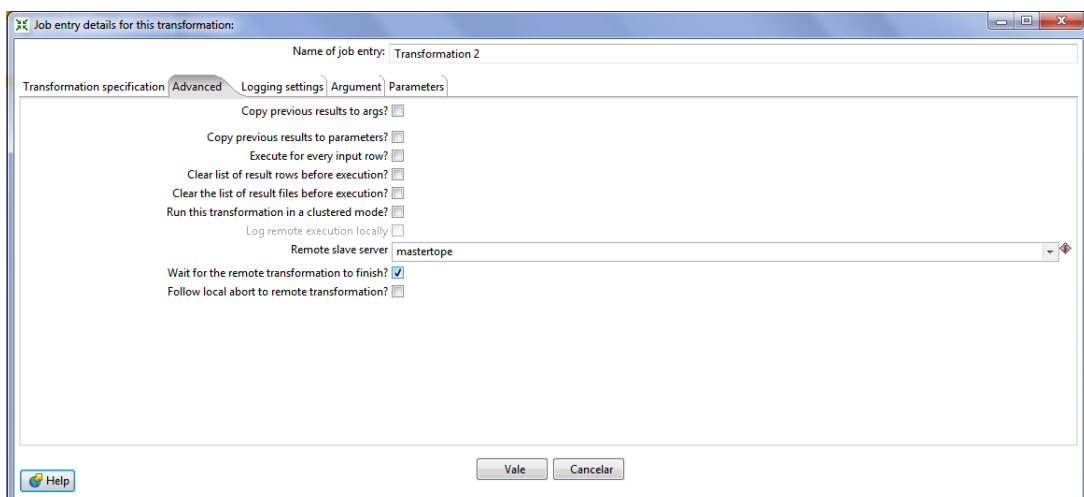 Job entry details for this transformation:
Name of job entry: Transformation 2
Transformation specification Advanced Logging settings Argument Parameters
Copy previous results to args?
Copy previous results to parameters?
Execute for every input row?
Clear list of result rows before execution?
Clear the list of result files before execution?
Run this transformation in a clustered mode?
Log remote execution locally
Remote slave server mastertope
Wait for the remote transformation to finish?
Follow local abort to remote transformation?
Vale Cancelar
Help